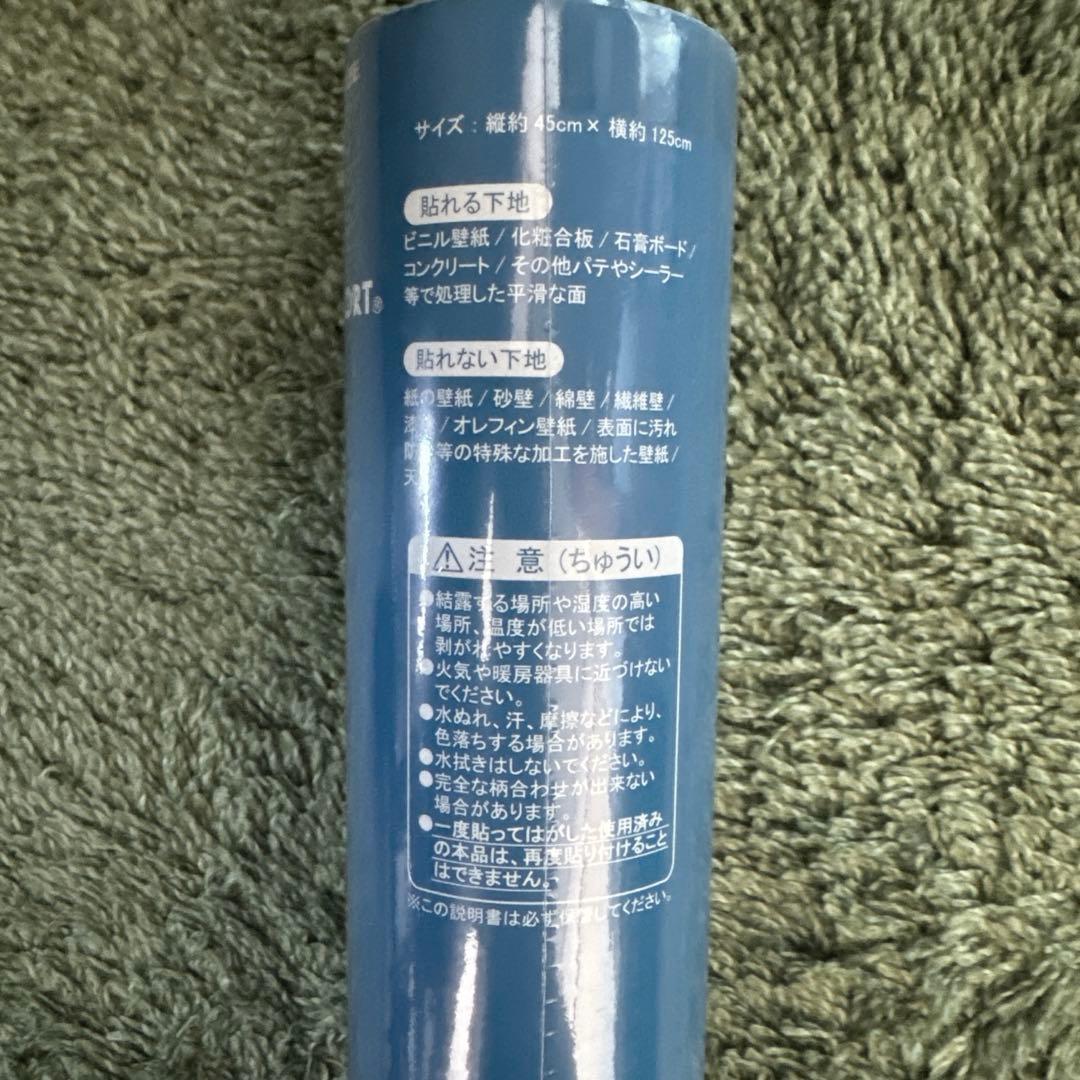 サイズ：縦約 45cm× 横約 125cm
貼れる下地
ビニル壁紙 / 化粧合板 / 石膏ボード/
コンクリート / その他パテやシーラー
等で処理した平滑な面
ORT®
貼れない下地
紙の壁紙 / 砂壁 / 綿壁 / 繊維壁 /
漆 / オレフィン壁紙 / 表面に汚れ
防 等の特殊な加工を施した壁紙 /
天
⚠注 意 (ちゅうい)
●結露する場所や湿度の高い
場所、温度が低い場所では
剥がれやすくなります。
●火気や暖房器具に近づけない
でください。
●水ぬれ、汗、摩擦などにより、
色落ちする場合があります。
●水拭きはしないでください。
●完全な柄合わせが出来ない
場合があります。
●一度貼ってはがした使用済み
の本品は、再度貼り付けること
はできません。
※この説明書は必ず保管してください。